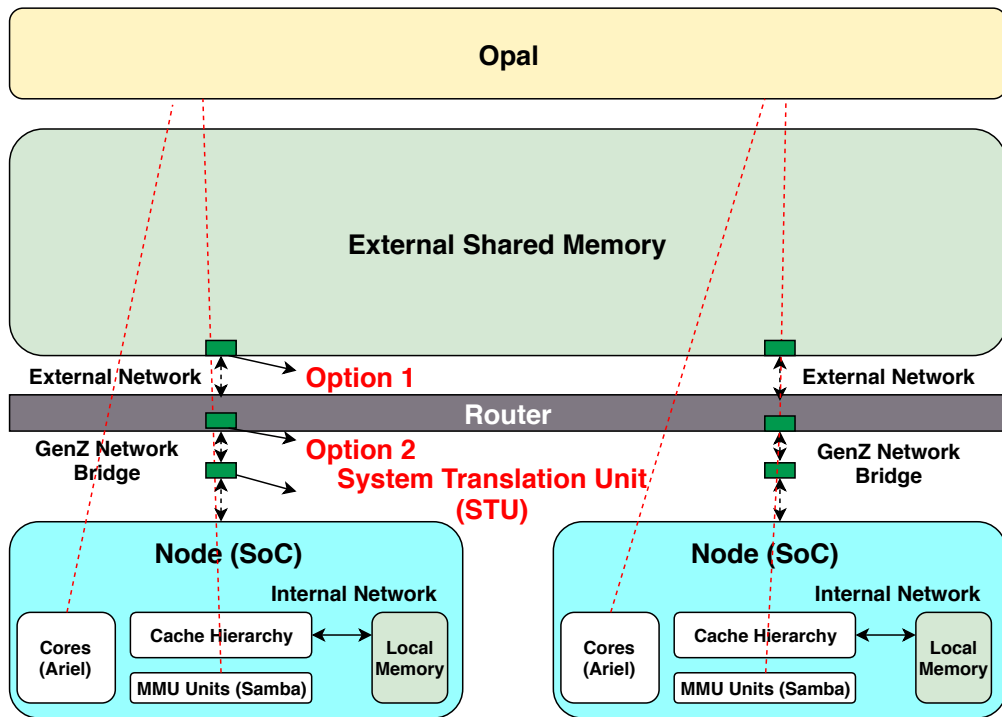 Opal
External Shared Memory
External Network
Option 1
External Network
Router
GenZ Network
Bridge
Option 2
GenZ Network
Bridge
System Translation Unit
(STU)
Node (SoC)
Internal Network
Cores
(Ariel)
Cache Hierarchy
Local
Memory
MMU Units (Samba)
Node (SoC)
Internal Network
Cores
(Ariel)
Cache Hierarchy
Local
Memory
MMU Units (Samba)